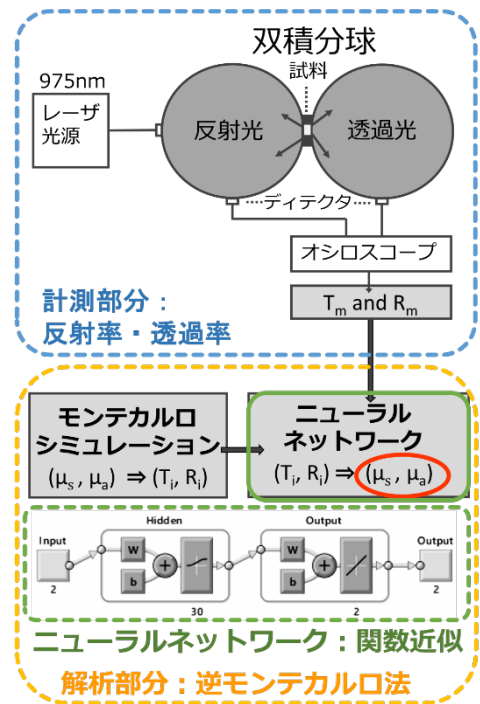 双積分球
975nm
試料
レーザ
光源
反射光
透過光
ディテクタ
オシロスコープ
Tm and Rm
計測部分：
反射率・透過率
モンテカルロ
シミュレーション
(μs , μa) ⇒ (Ti, Ri)
ニューラル
ネットワーク
(Ti, Ri) ⇒ (μs , μa)
Hidden
Output
Input
W
b
+
W
b
+
Output
2
30
2
2
ニューラルネットワーク：関数近似
解析部分：逆モンテカルロ法